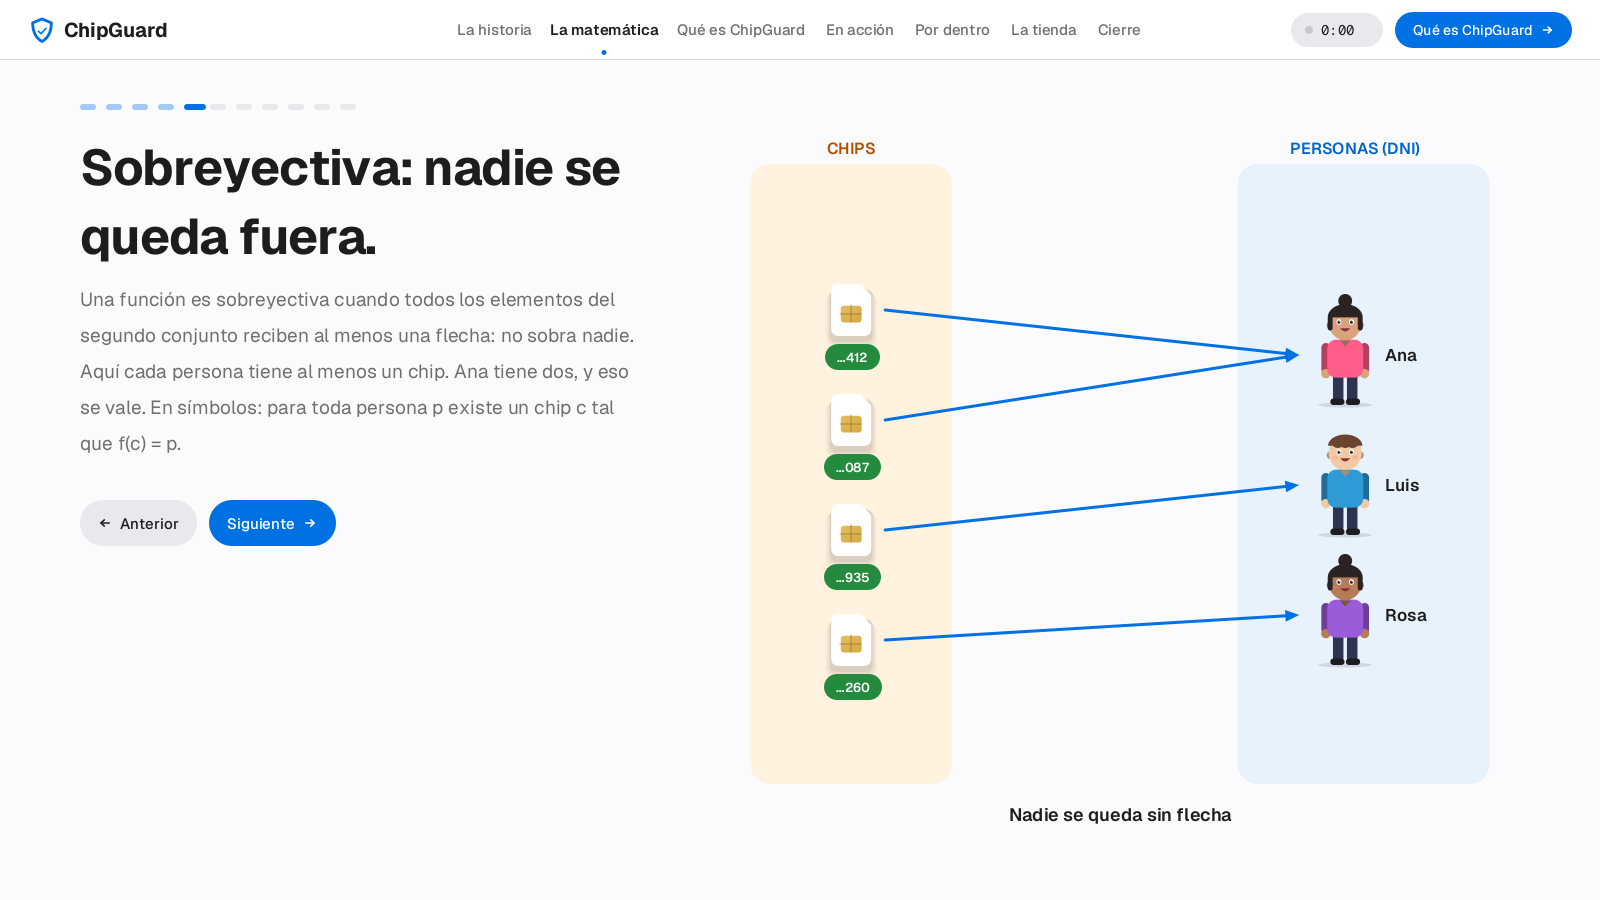 ChipGuard
La historia
La matemática
Qué es ChipGuard
En acción
Por dentro
La tienda
Cierre
0:00
Qué es ChipGuard →
Sobreyectiva: nadie se
queda fuera.
Una función es sobreyectiva cuando todos los elementos del
segundo conjunto reciben al menos una flecha: no sobra nadie.
Aquí cada persona tiene al menos un chip. Ana tiene dos, y eso
se vale. En símbolos: para toda persona p existe un chip c tal
que f(c) = p.
← Anterior
Siguiente →
CHIPS
…412
…087
…935
…260
PERSONAS (DNI)
Ana
Luis
Rosa
Nadie se queda sin flecha